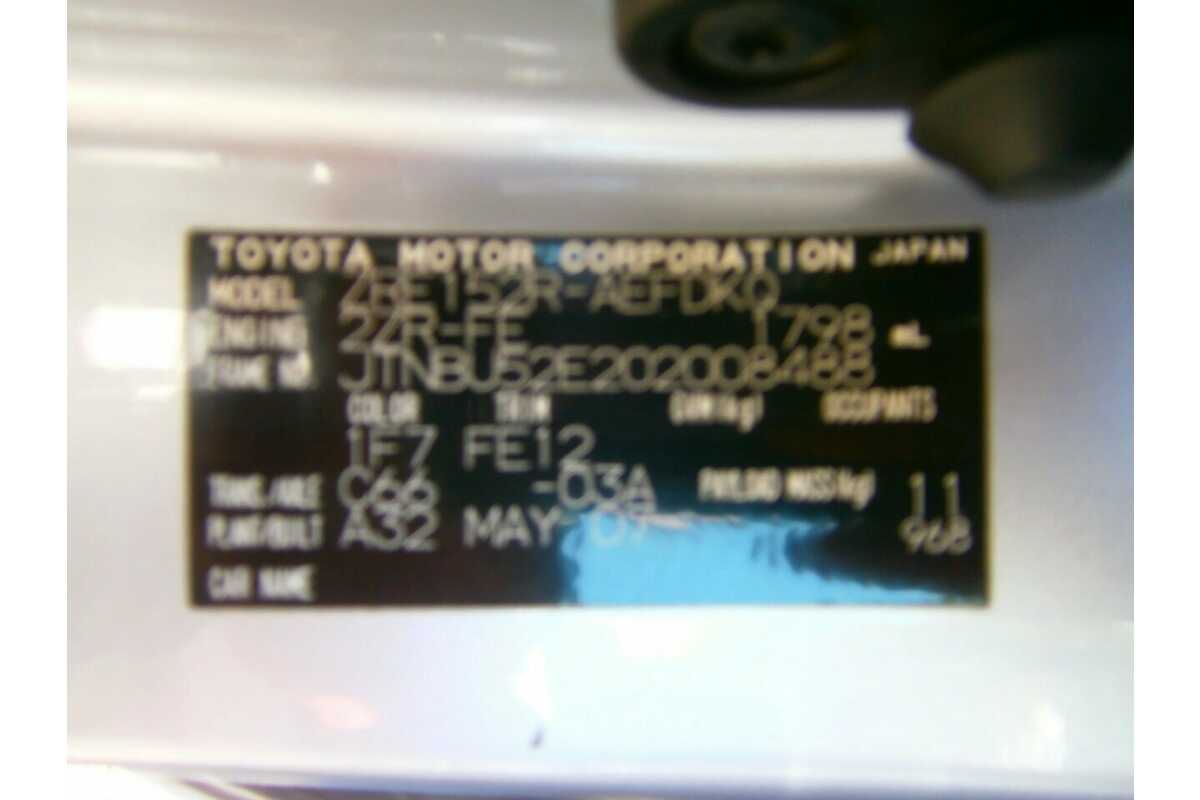 TOYOTA MOTOR CORPORATION JAPAN
MODEL ZRE152R-AEFDKQ
ENGINE 2ZR-FE 1798 mL
FRAME NO. JTNBU52E202008488
COLOR TRIM GVM(kg) OCCUPANTS
1F7 FE12
TRANS./AXLE C66 -03A PAYLOAD MASS(kg) 11
PLANT/BUILT A32 MAY-07 968
CAR NAME